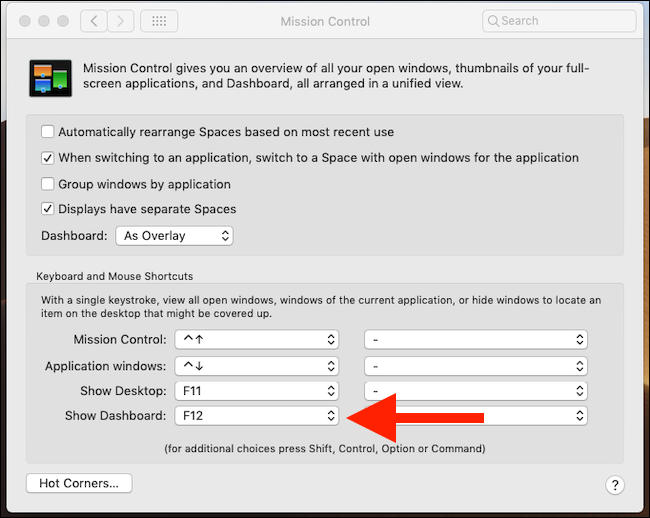 Mission Control
Search
Mission Control gives you an overview of all your open windows, thumbnails of your full-
screen applications, and Dashboard, all arranged in a unified view.
Automatically rearrange Spaces based on most recent use
When switching to an application, switch to a Space with open windows for the application
Group windows by application
Displays have separate Spaces
Dashboard: As Overlay
Keyboard and Mouse Shortcuts
With a single keystroke, view all open windows, windows of the current application, or hide windows to locate an
item on the desktop that might be covered up.
Mission Control: ^↑ -
Application windows: ^↓ -
Show Desktop: F11 -
Show Dashboard: F12
(for additional choices press Shift, Control, Option or Command)
Hot Corners... ?